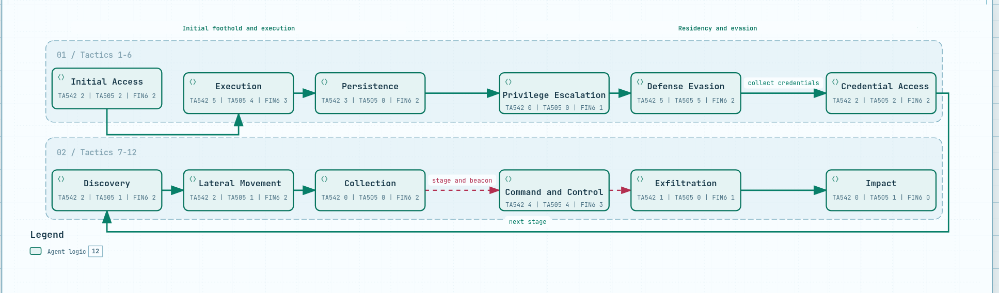 Initial foothold and execution
Residency and evasion
01 / Tactics 1-6
Initial Access
TA542 2 | TA505 2 | FIN6 2
Execution
TA542 5 | TA505 4 | FIN6 3
Persistence
TA542 3 | TA505 0 | FIN6 2
Privilege Escalation
TA542 0 | TA505 0 | FIN6 1
Defense Evasion
TA542 5 | TA505 5 | FIN6 2
collect credentials
Credential Access
TA542 2 | TA505 2 | FIN6 2
02 / Tactics 7-12
Discovery
TA542 2 | TA505 1 | FIN6 2
Lateral Movement
TA542 2 | TA505 1 | FIN6 2
Collection
TA542 0 | TA505 0 | FIN6 2
stage and beacon
Command and Control
TA542 4 | TA505 4 | FIN6 3
Exfiltration
TA542 1 | TA505 0 | FIN6 1
Impact
TA542 0 | TA505 1 | FIN6 0
next stage
Legend
Agent logic 12